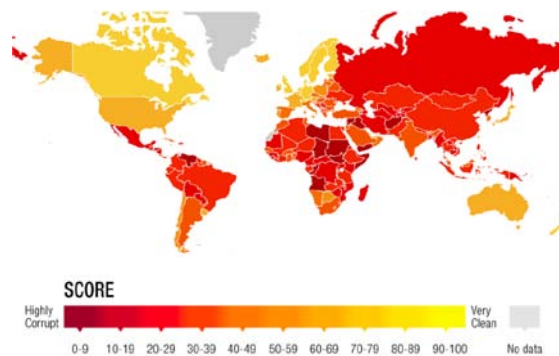 SCORE
Highly Corrupt
Very Clean
0-9 10-19 20-29 30-39 40-49 50-59 60-69 70-79 80-89 90-100 No data